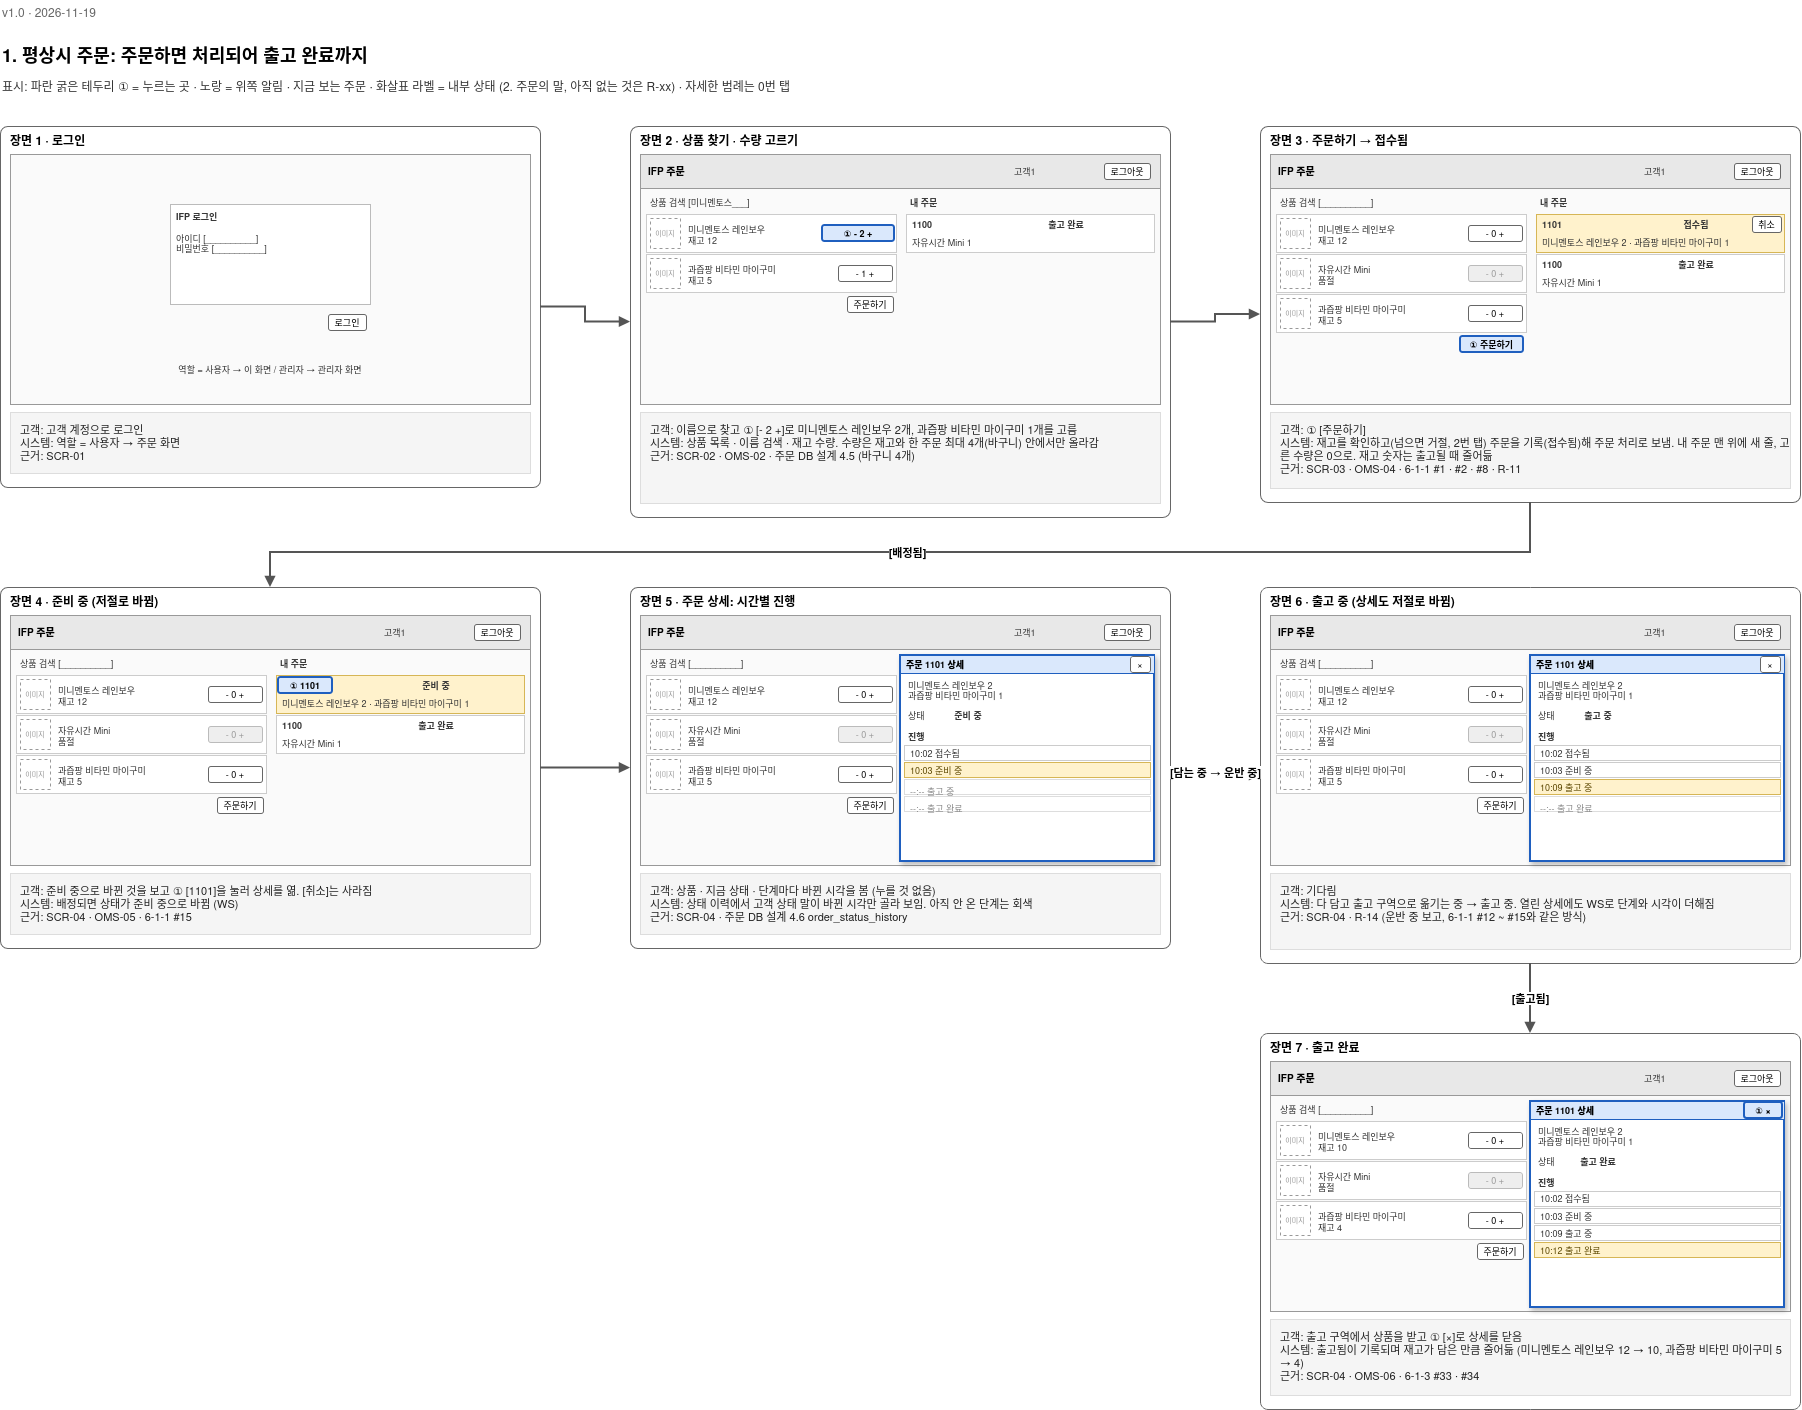 v1.0 · 2026-11-19
1. 평상시 주문: 주문하면 처리되어 출고 완료까지
표시: 파란 굵은 테두리 ① = 누르는 곳 · 노랑 = 위쪽 알림 · 지금 보는 주문 · 화살표 라벨 = 내부 상태 (2. 주문의 말, 아직 없는 것은 R-xx) · 자세한 범례는 0번 탭
장면 1 · 로그인
IFP 로그인
아이디 [__________]
비밀번호 [__________]
로그인
역할 = 사용자 → 이 화면 / 관리자 → 관리자 화면
고객: 고객 계정으로 로그인
시스템: 역할 = 사용자 → 주문 화면
근거: SCR-01
장면 2 · 상품 찾기 · 수량 고르기
IFP 주문
고객1
로그아웃
상품 검색 [미니멘토스___]
이미지
미니멘토스 레인보우
재고 12
① - 2 +
이미지
과즙팡 비타민 마이구미
재고 5
- 1 +
주문하기
내 주문
1100
출고 완료
자유시간 Mini 1
고객: 이름으로 찾고 ① [- 2 +]로 미니멘토스 레인보우 2개, 과즙팡 비타민 마이구미 1개를 고름
시스템: 상품 목록 · 이름 검색 · 재고 수량. 수량은 재고와 한 주문 최대 4개(바구니) 안에서만 올라감
근거: SCR-02 · OMS-02 · 주문 DB 설계 4.5 (바구니 4개)
장면 3 · 주문하기 → 접수됨
IFP 주문
고객1
로그아웃
상품 검색 [__________]
이미지
미니멘토스 레인보우
재고 12
- 0 +
이미지
자유시간 Mini
품절
- 0 +
이미지
과즙팡 비타민 마이구미
재고 5
- 0 +
① 주문하기
내 주문
1101
접수됨
취소
미니멘토스 레인보우 2 · 과즙팡 비타민 마이구미 1
1100
출고 완료
자유시간 Mini 1
고객: ① [주문하기]
시스템: 재고를 확인하고(넘으면 거절, 2번 탭) 주문을 기록(접수됨)해 주문 처리로 보냄. 내 주문 맨 위에 새 줄, 고
른 수량은 0으로. 재고 숫자는 출고될 때 줄어듦
근거: SCR-03 · OMS-04 · 6-1-1 #1 · #2 · #8 · R-11
[배정됨]
장면 4 · 준비 중 (저절로 바뀜)
IFP 주문
고객1
로그아웃
상품 검색 [__________]
이미지
미니멘토스 레인보우
재고 12
- 0 +
이미지
자유시간 Mini
품절
- 0 +
이미지
과즙팡 비타민 마이구미
재고 5
- 0 +
주문하기
내 주문
① 1101
준비 중
미니멘토스 레인보우 2 · 과즙팡 비타민 마이구미 1
1100
출고 완료
자유시간 Mini 1
고객: 준비 중으로 바뀐 것을 보고 ① [1101]을 눌러 상세를 엶. [취소]는 사라짐
시스템: 배정되면 상태가 준비 중으로 바뀜 (WS)
근거: SCR-04 · OMS-05 · 6-1-1 #15
장면 5 · 주문 상세: 시간별 진행
IFP 주문
고객1
로그아웃
상품 검색 [__________]
이미지
미니멘토스 레인보우
재고 12
- 0 +
이미지
자유시간 Mini
품절
- 0 +
이미지
과즙팡 비타민 마이구미
재고 5
- 0 +
주문하기
주문 1101 상세
×
미니멘토스 레인보우 2
과즙팡 비타민 마이구미 1
상태
준비 중
진행
10:02 접수됨
10:03 준비 중
--:-- 출고 중
--:-- 출고 완료
고객: 상품 · 지금 상태 · 단계마다 바뀐 시각을 봄 (누를 것 없음)
시스템: 상태 이력에서 고객 상태 말이 바뀐 시각만 골라 보임. 아직 안 온 단계는 회색
근거: SCR-04 · 주문 DB 설계 4.6 order_status_history
[담는 중 → 운반 중]
장면 6 · 출고 중 (상세도 저절로 바뀜)
IFP 주문
고객1
로그아웃
상품 검색 [__________]
이미지
미니멘토스 레인보우
재고 12
- 0 +
이미지
자유시간 Mini
품절
- 0 +
이미지
과즙팡 비타민 마이구미
재고 5
- 0 +
주문하기
주문 1101 상세
×
미니멘토스 레인보우 2
과즙팡 비타민 마이구미 1
상태
출고 중
진행
10:02 접수됨
10:03 준비 중
10:09 출고 중
--:-- 출고 완료
고객: 기다림
시스템: 다 담고 출고 구역으로 옮기는 중 → 출고 중. 열린 상세에도 WS로 단계와 시각이 더해짐
근거: SCR-04 · R-14 (운반 중 보고, 6-1-1 #12 ~ #15와 같은 방식)
[출고됨]
장면 7 · 출고 완료
IFP 주문
고객1
로그아웃
상품 검색 [__________]
이미지
미니멘토스 레인보우
재고 10
- 0 +
이미지
자유시간 Mini
품절
- 0 +
이미지
과즙팡 비타민 마이구미
재고 4
- 0 +
주문하기
주문 1101 상세
① ×
미니멘토스 레인보우 2
과즙팡 비타민 마이구미 1
상태
출고 완료
진행
10:02 접수됨
10:03 준비 중
10:09 출고 중
10:12 출고 완료
고객: 출고 구역에서 상품을 받고 ① [×]로 상세를 닫음
시스템: 출고됨이 기록되며 재고가 담은 만큼 줄어듦 (미니멘토스 레인보우 12 → 10, 과즙팡 비타민 마이구미 5
→ 4)
근거: SCR-04 · OMS-06 · 6-1-3 #33 · #34